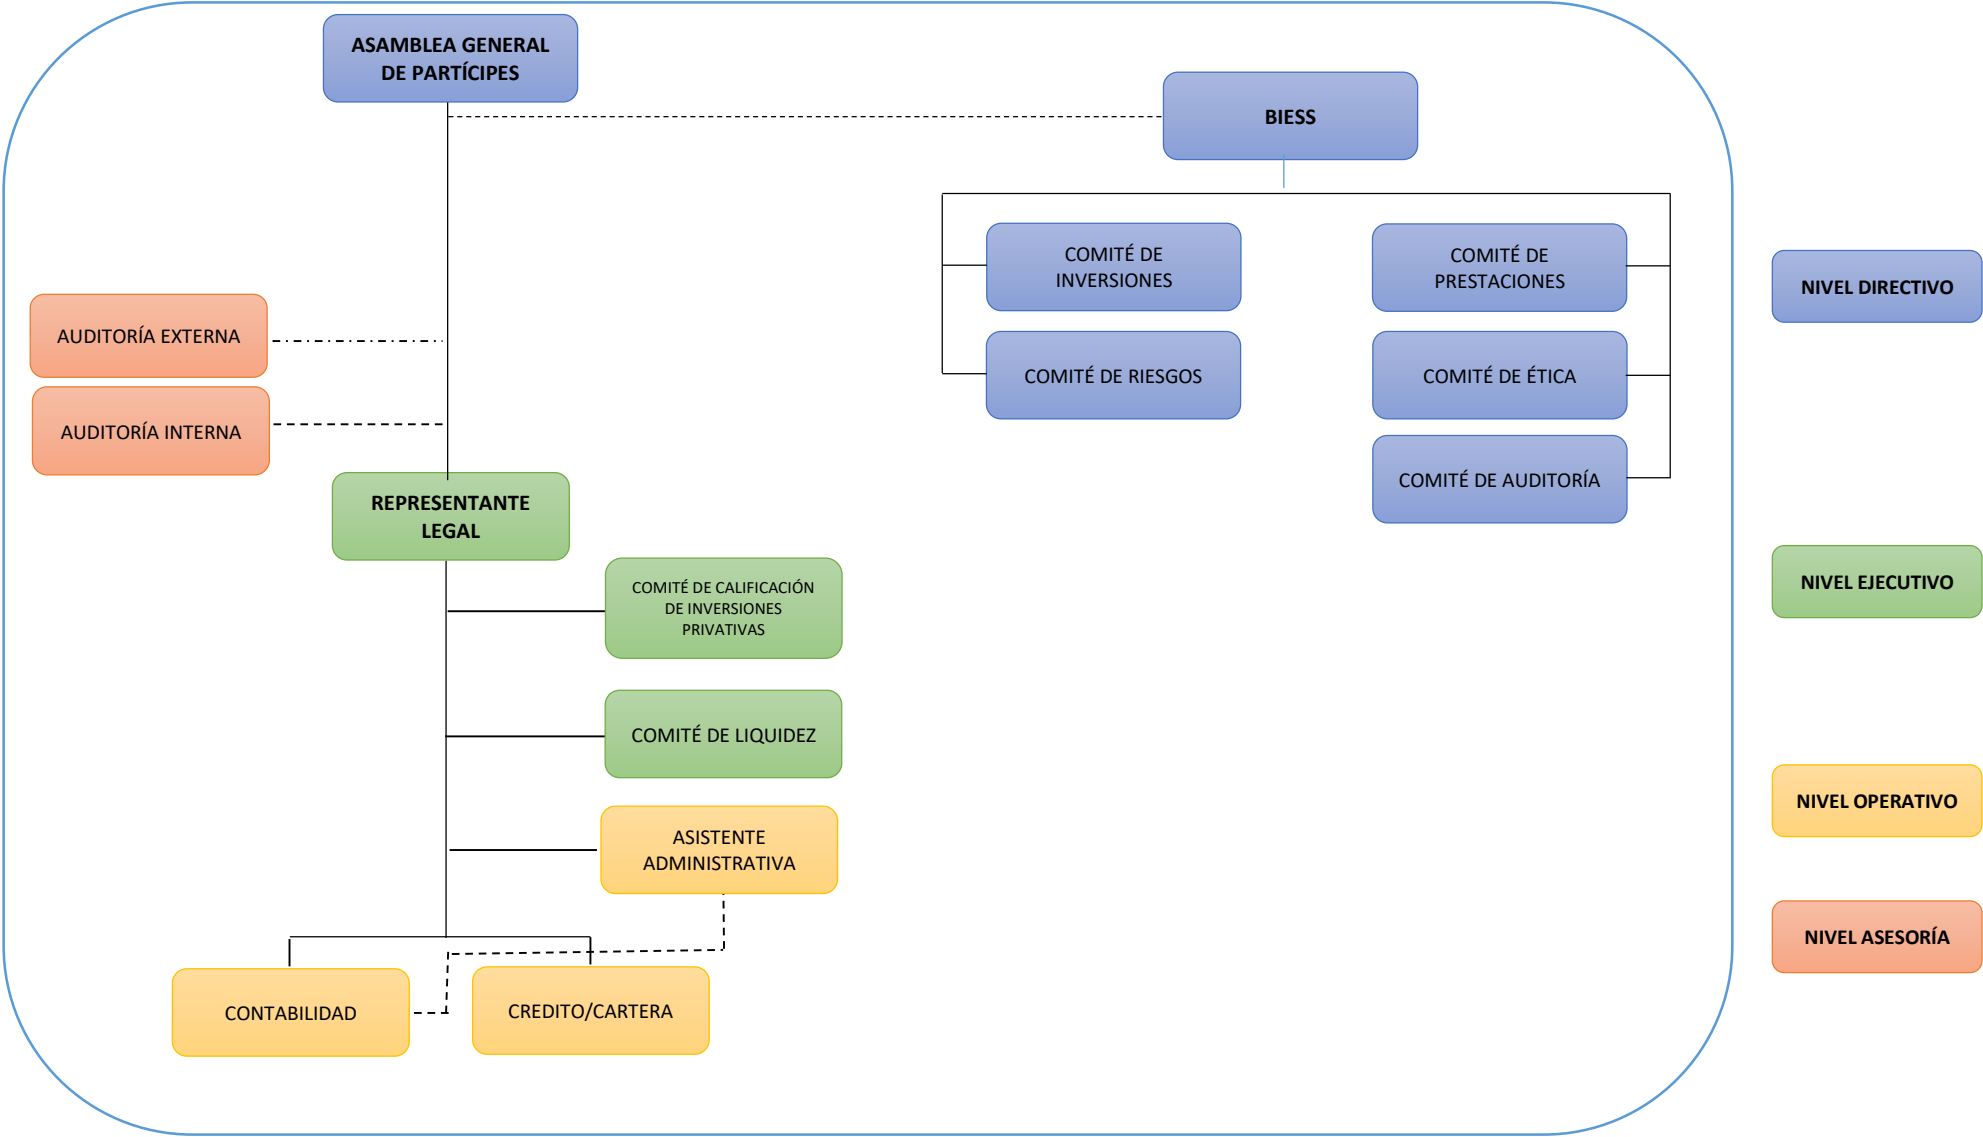 ASAMBLEA GENERAL
DE PARTÍCIPES
BIESS
COMITÉ DE
INVERSIONES
COMITÉ DE
PRESTACIONES
NIVEL DIRECTIVO
AUDITORÍA EXTERNA
COMITÉ DE RIESGOS
COMITÉ DE ÉTICA
AUDITORÍA INTERNA
COMITÉ DE AUDITORÍA
REPRESENTANTE
LEGAL
COMITÉ DE CALIFICACIÓN
DE INVERSIONES
PRIVATIVAS
NIVEL EJECUTIVO
COMITÉ DE LIQUIDEZ
NIVEL OPERATIVO
ASISTENTE
ADMINISTRATIVA
NIVEL ASESORÍA
CONTABILIDAD
CREDITO/CARTERA